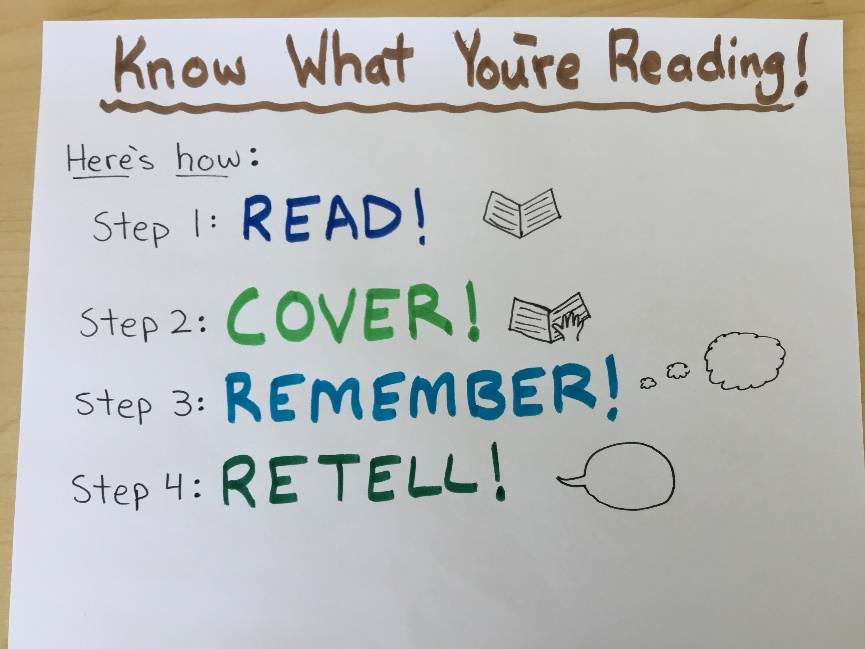 Know What You're Reading!
Here's how:
Step 1: READ!
Step 2: COVER!
Step 3: REMEMBER!
Step 4: RETELL!